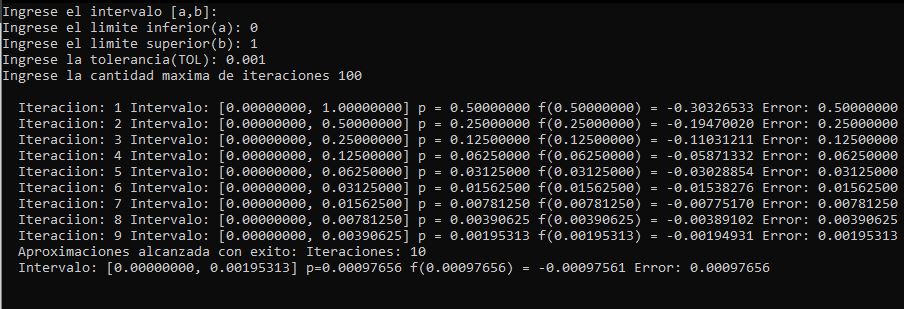 Ingrese el intervalo [a,b]:
Ingrese el limite inferior(a): 0
Ingrese el limite superior(b): 1
Ingrese la tolerancia(TOL): 0.001
Ingrese la cantidad maxima de iteraciones 100
Iteraciion: 1 Intervalo: [0.00000000, 1.00000000] p = 0.50000000 f(0.50000000) = -0.30326533 Error: 0.50000000
Iteraciion: 2 Intervalo: [0.00000000, 0.50000000] p = 0.25000000 f(0.25000000) = -0.19470020 Error: 0.25000000
Iteraciion: 3 Intervalo: [0.00000000, 0.25000000] p = 0.12500000 f(0.12500000) = -0.11031211 Error: 0.12500000
Iteraciion: 4 Intervalo: [0.00000000, 0.12500000] p = 0.06250000 f(0.06250000) = -0.05871332 Error: 0.06250000
Iteraciion: 5 Intervalo: [0.00000000, 0.06250000] p = 0.03125000 f(0.03125000) = -0.03028854 Error: 0.03125000
Iteraciion: 6 Intervalo: [0.00000000, 0.03125000] p = 0.01562500 f(0.01562500) = -0.01538276 Error: 0.01562500
Iteraciion: 7 Intervalo: [0.00000000, 0.01562500] p = 0.00781250 f(0.00781250) = -0.00775170 Error: 0.00781250
Iteraciion: 8 Intervalo: [0.00000000, 0.00781250] p = 0.00390625 f(0.00390625) = -0.00389102 Error: 0.00390625
Iteraciion: 9 Intervalo: [0.00000000, 0.00390625] p = 0.00195313 f(0.00195313) = -0.00194931 Error: 0.00195313
Aproximaciones alcanzada con exito: Iteraciones: 10
Intervalo: [0.00000000, 0.00195313] p=0.00097656 f(0.00097656) = -0.00097561 Error: 0.00097656